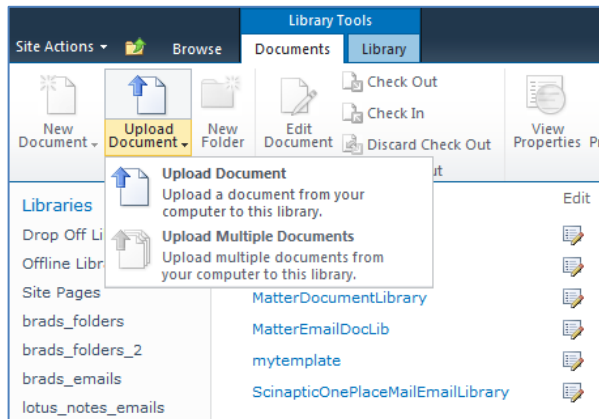 Library Tools
Site Actions
Browse
Documents
Library
New
Document
Upload
Document
New
Folder
Edit
Document
Check Out
Check In
Discard Check Out
View
Properties
Upload Document
Upload a document from your
computer to this library.
Upload Multiple Documents
Upload multiple documents from
your computer to this library.
Libraries
Drop Off Li
Offline Libr
Site Pages
brads_folders
brads_folders_2
brads_emails
lotus_notes_emails
Edit
MatterDocumentLibrary
MatterEmailDocLib
mytemplate
ScinapticOnePlaceMailEmailLibrary